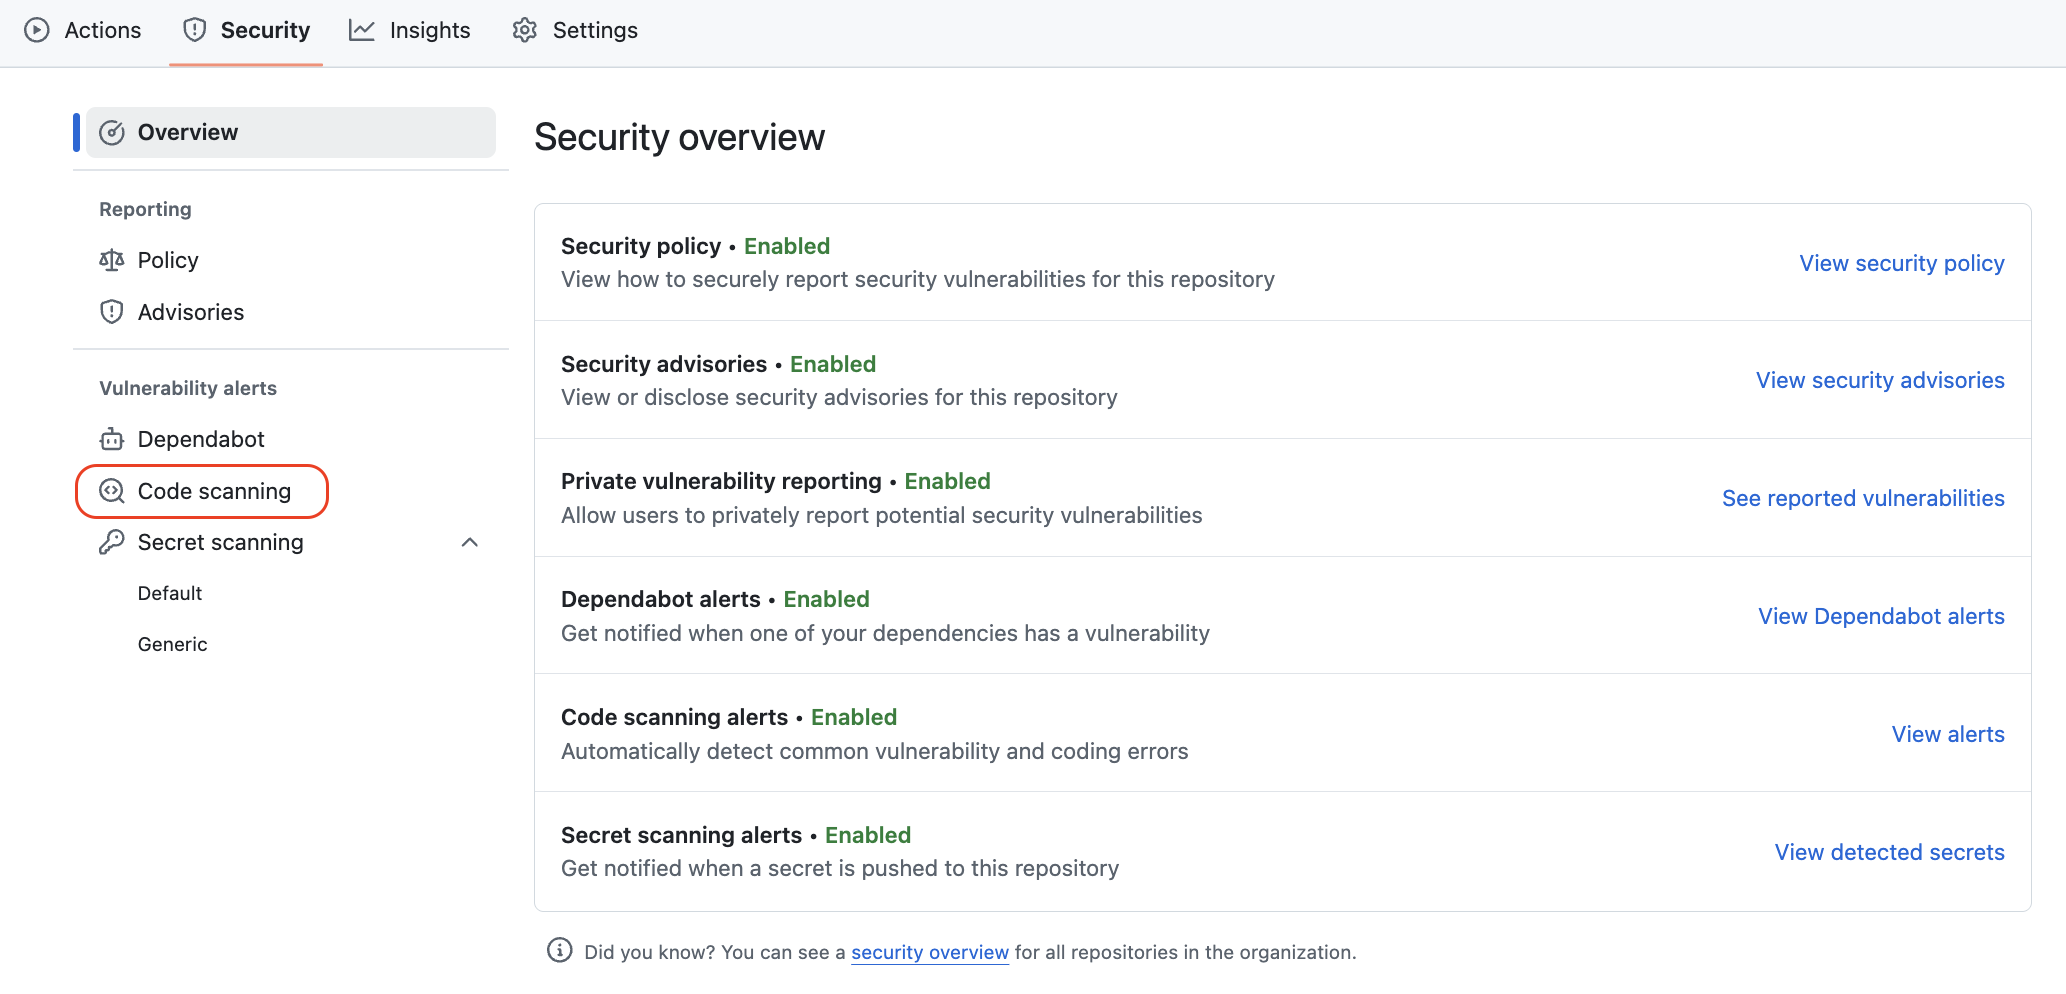 Actions
Security
Insights
Settings
Overview
Reporting
Policy
Advisories
Vulnerability alerts
Dependabot
Code scanning
Secret scanning
Default
Generic
Security overview
Security policy • Enabled
View how to securely report security vulnerabilities for this repository
View security policy
Security advisories • Enabled
View or disclose security advisories for this repository
View security advisories
Private vulnerability reporting • Enabled
Allow users to privately report potential security vulnerabilities
See reported vulnerabilities
Dependabot alerts • Enabled
Get notified when one of your dependencies has a vulnerability
View Dependabot alerts
Code scanning alerts • Enabled
Automatically detect common vulnerability and coding errors
View alerts
Secret scanning alerts • Enabled
Get notified when a secret is pushed to this repository
View detected secrets
Did you know? You can see a security overview for all repositories in the organization.